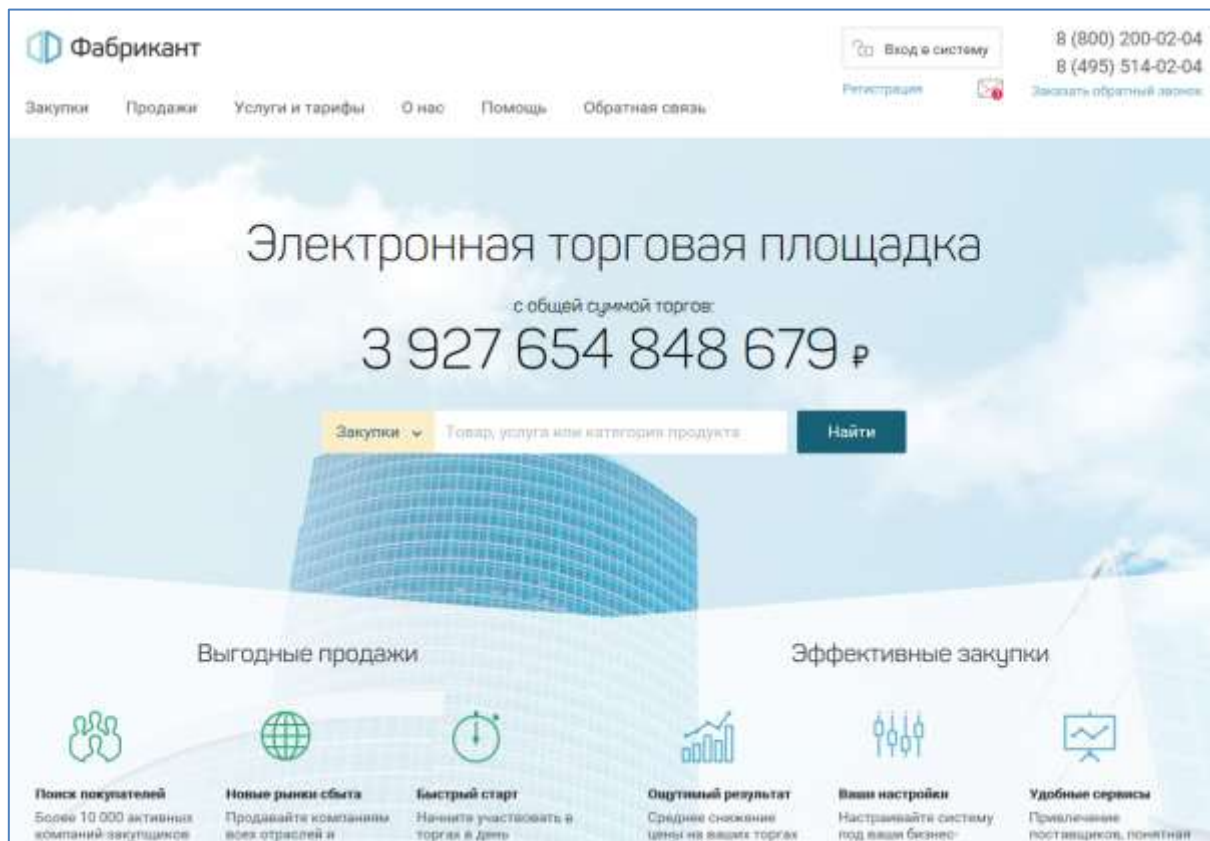 Фабрикант
Вход в систему
8 (800) 200-02-04
8 (495) 514-02-04
Регистрация
Заказать обратный звонок
Закупки Продажи Услуги и тарифы О нас Помощь Обратная связь
Электронная торговая площадка
с общей суммой торгов:
3 927 654 848 679 ₽
Закупки Товар, услуга или категория продукта Найти
Выгодные продажи
Эффективные закупки
Поиск покупателей
Более 10 000 активных
компаний-закупщиков
Новые рынки сбыта
Продавайте компаниям
всех отраслей и
Быстрый старт
Начните участвовать в
торгах в день
Ощутимый результат
Среднее снижение
цены на ваших торгах
Ваши настройки
Настраивайте систему
под ваши бизнес-
Удобные сервисы
Привлечение
поставщиков, понятная